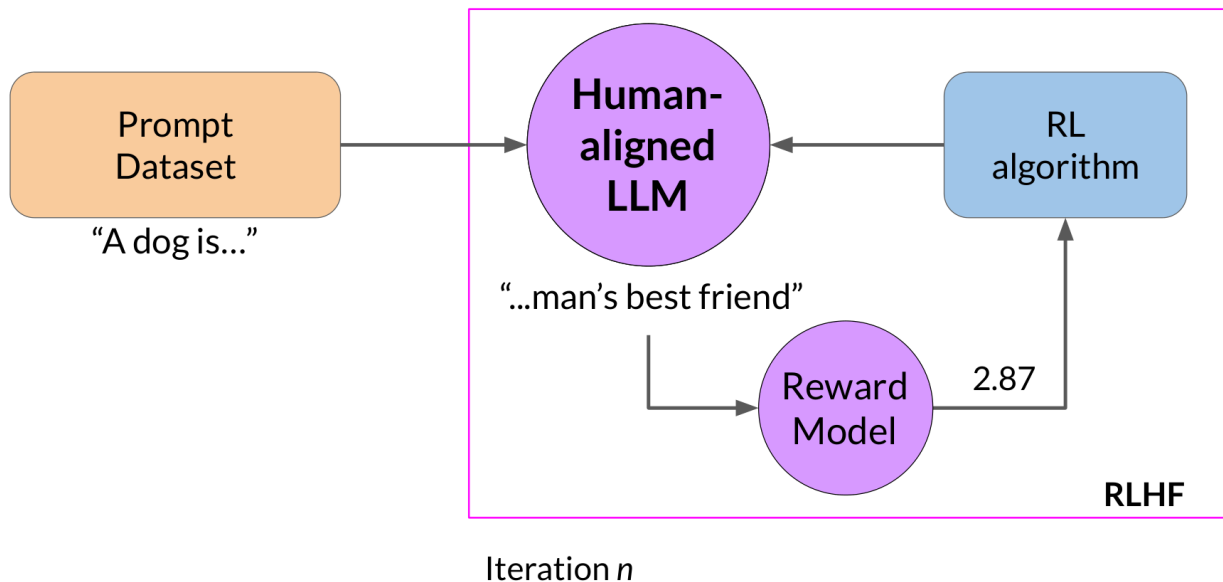 Prompt
Dataset
“A dog is...”
Human-
aligned
LLM
“...man’s best friend”
RL
algorithm
Reward
Model
2.87
RLHF
Iteration n